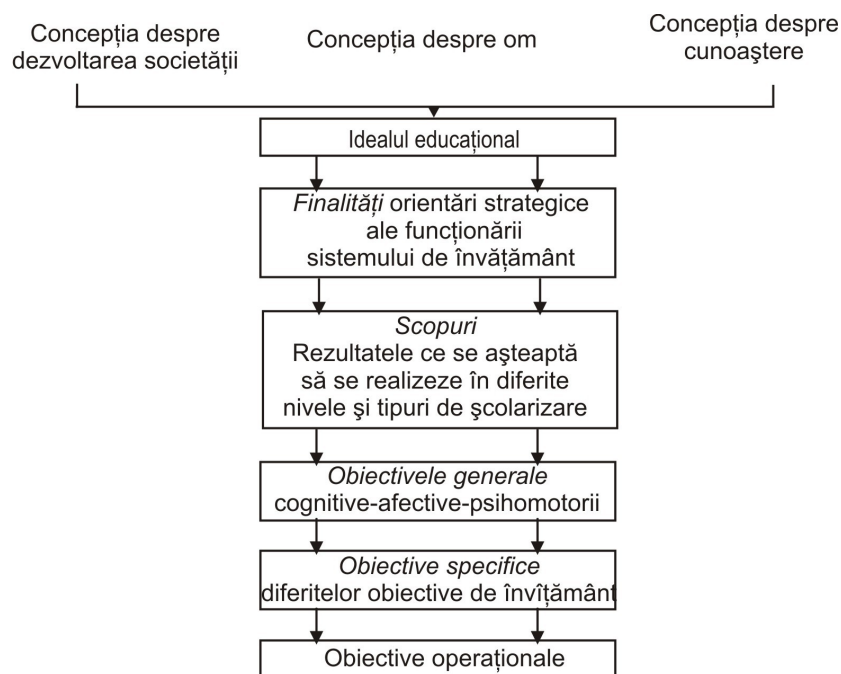 Concepția despre
dezvoltarea societății
Concepția despre om
Concepția despre
cunoaştere
Idealul educațional
Finalități orientări strategice
ale funcționării
sistemului de învățământ
Scopuri
Rezultatele ce se aşteaptă
să se realizeze în diferite
nivele şi tipuri de şcolarizare
Obiectivele generale
cognitive-afective-psihomotorii
Obiective specifice
diferitelor obiective de învîțământ
Obiective operaționale